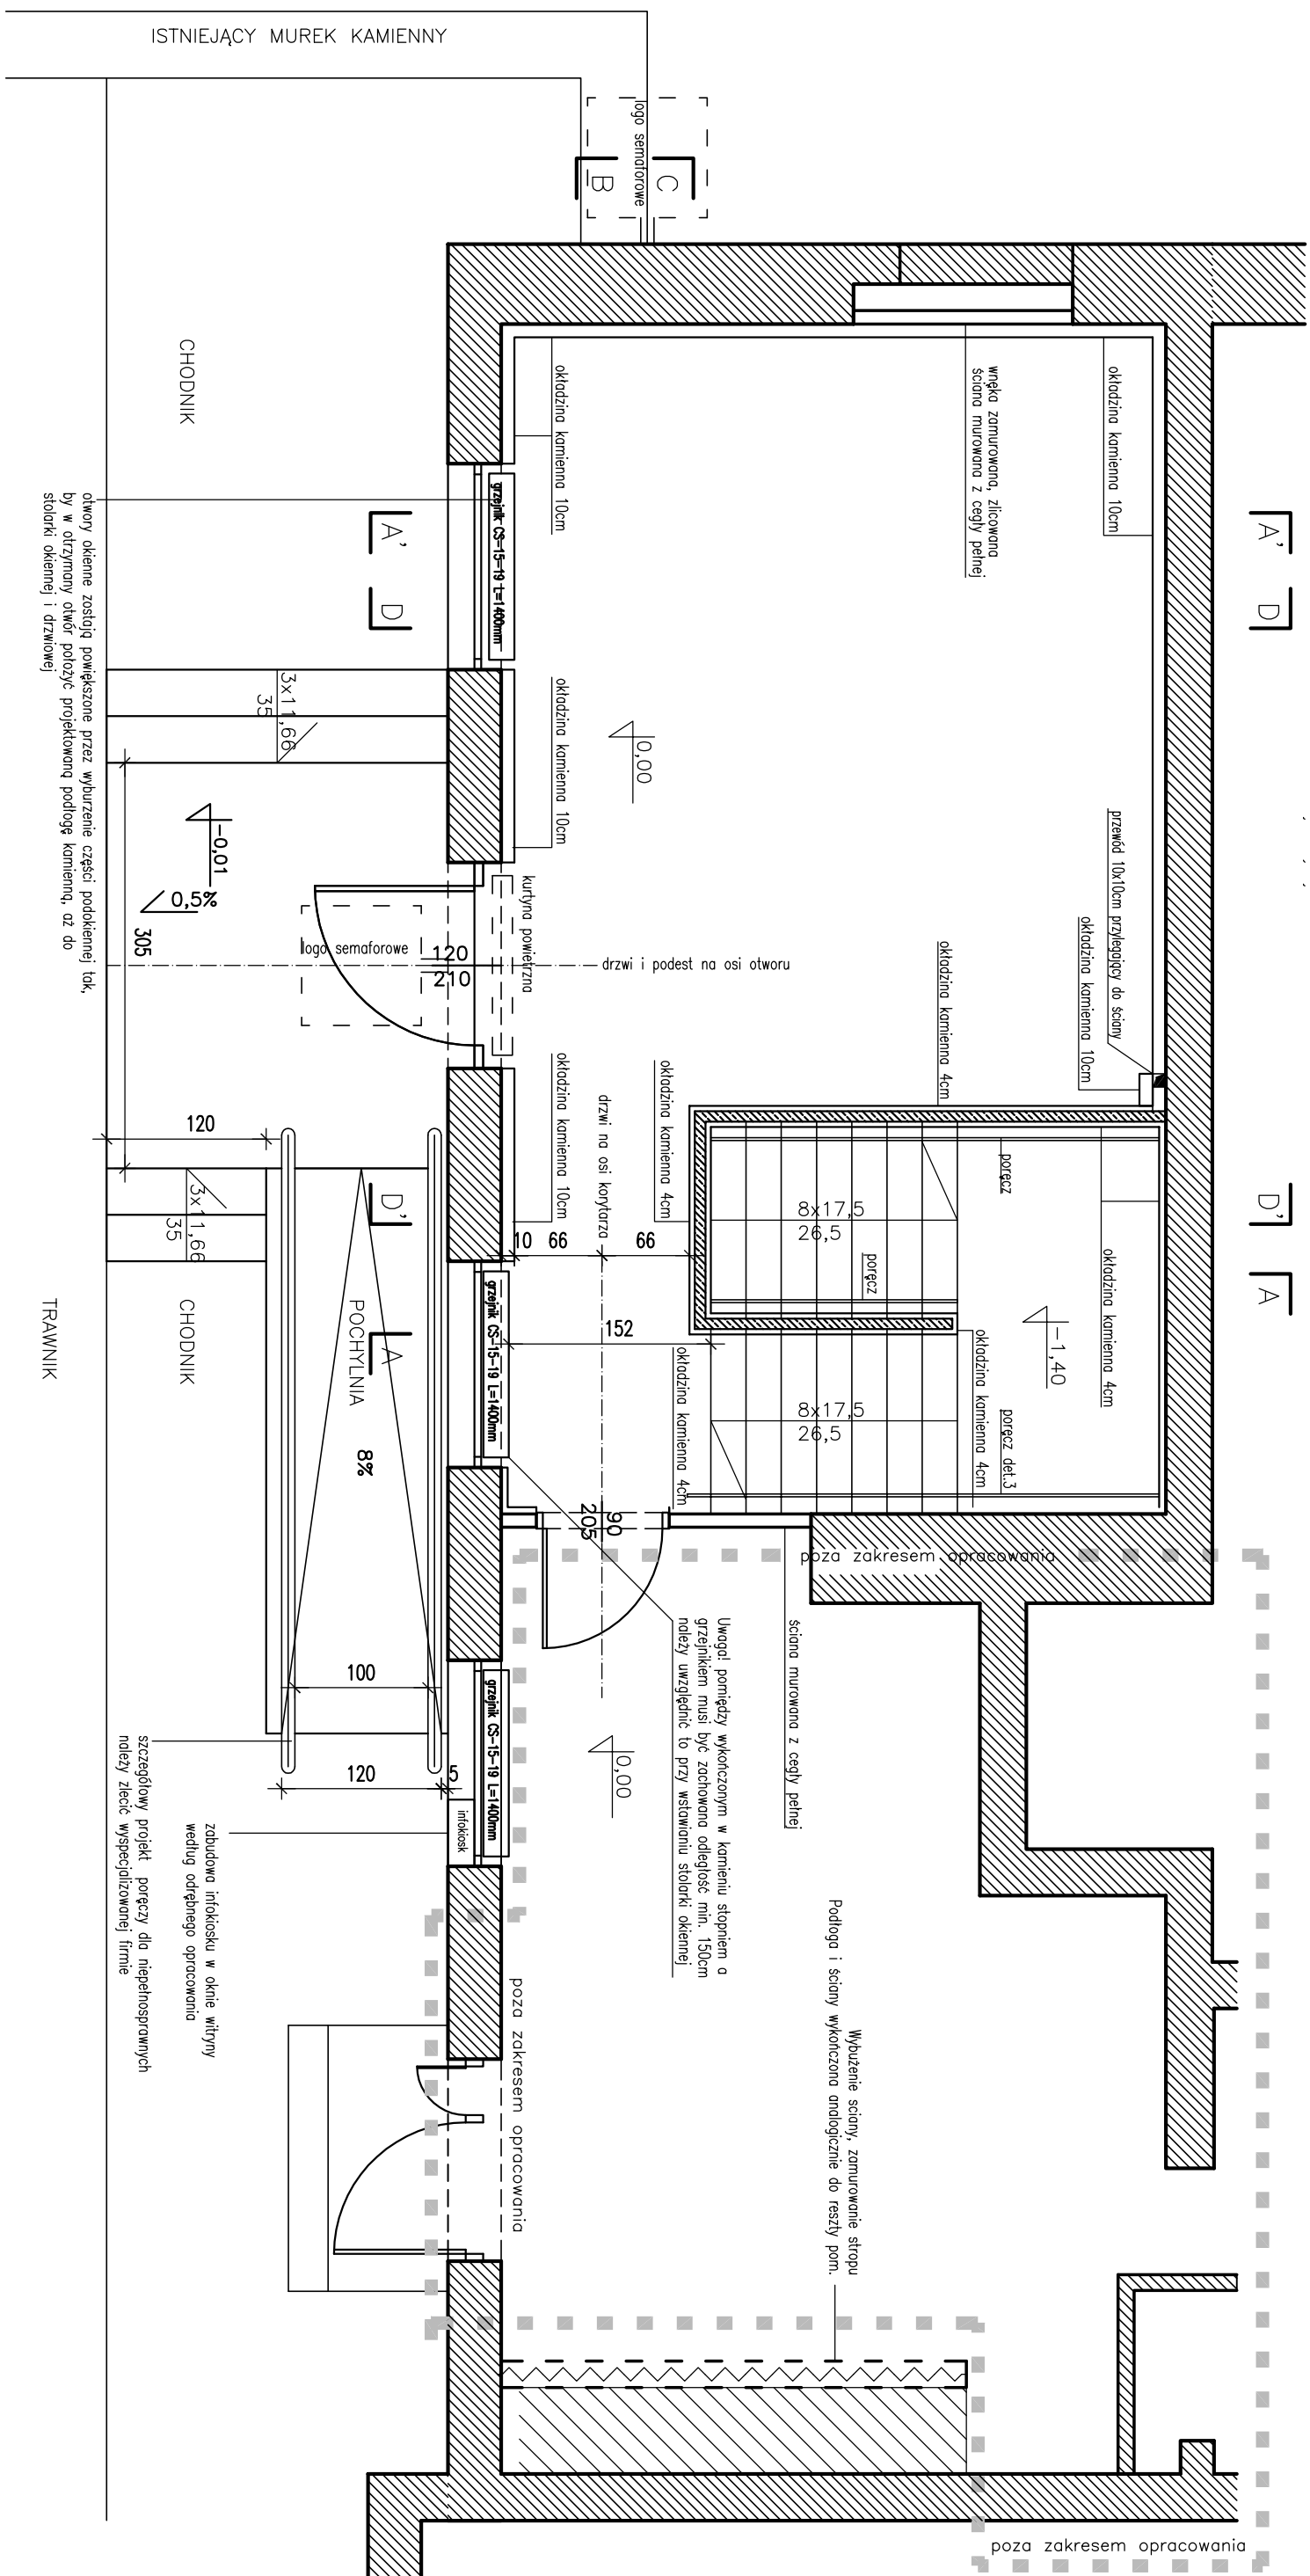 ISTNIEJĄCY MUREK KAMIENNY
logo semaforowe
B
C
CHODNIK
okładzina kamienna 10cm
wnęka zamurowana, zlicowana
ściana murowana z cegły pełnej
okładzina kamienna 10cm
A'
D
A'
D
grzejnik CS-15-19 L=1400mm
otwory okienne zostają powiększone przez wyburzenie części podokiennej tak,
by w otrzymany otwór położyć projektowaną podłogę kamienną, aż do
stolarki okiennej i drzwiowej
3x11,66
35
okładzina kamienna 10cm
0,00
-0,01
0,5%
305
logo semaforowe
120
210
kurtyna powietrzna
drzwi i podest na osi otworu
przewód 10x10cm przylegający do ściany
okładzina kamienna 10cm
okładzina kamienna 4cm
okładzina kamienna 10cm
drzwi na osi korytarza
okładzina kamienna 4cm
120
3x11,66
35
D'
D'
A
10
66
66
8x17,5
26,5
poręcz
poręcz
okładzina kamienna 4cm
-1,40
152
grzejnik CS-15-19 L=1400mm
okładzina kamienna 4cm
okładzina kamienna 4cm
8x17,5
26,5
poręcz det.3
TRAWNIK
CHODNIK
POCHYLNIA
A
8%
90
205
poza zakresem opracowania
100
120
5
Uwaga! pomiędzy wykończonym w kamieniu stopniem a
grzejnikiem musi być zachowana odległość min. 150cm
należy uwzględnić to przy wstawianiu stolarki okiennej
ściana murowana z cegły pełnej
grzejnik CS-15-19 L=1400mm
infokiosk
0,00
szczegółowy projekt poręczy dla niepełnosprawnych
należy zlecić wyspecjalizowanej firmie
zabudowa infokiosku w oknie witryny
według odrębnego opracowania
poza zakresem opracowania
Wybużenie sciany, zamurowanie stropu
Podłoga i ściany wykończona analogicznie do reszty pom.
poza zakresem opracowania